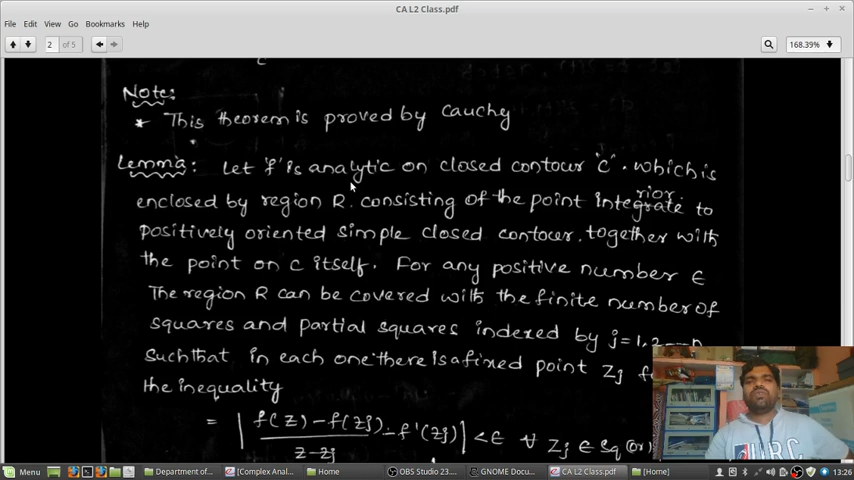 CA L2 Class.pdf
File Edit View Go Bookmarks Help
2 of 5
168.39%
Note:
* This theorem is proved by Cauchy
Lemma: Let 'f' is analytic on closed contour "c". which is
enclosed by region R. consisting of the point integrate to
rior
positively oriented simple closed contour. together with
the point on c itself. For any positive number ϵ
The region R can be covered with the finite number of
squares and partial squares indexed by j=1,2
such that in each one there is a fixed point Zj
the inequality
= | f(z) - f(zj) / z-zj - f'(zj) | < ϵ ∀ Zj ∈ Sq (or)
Menu Department of... [Complex Anal... Home OBS Studio 23.... GNOME Docu... CA L2 Class.pdf [Home] 13:26